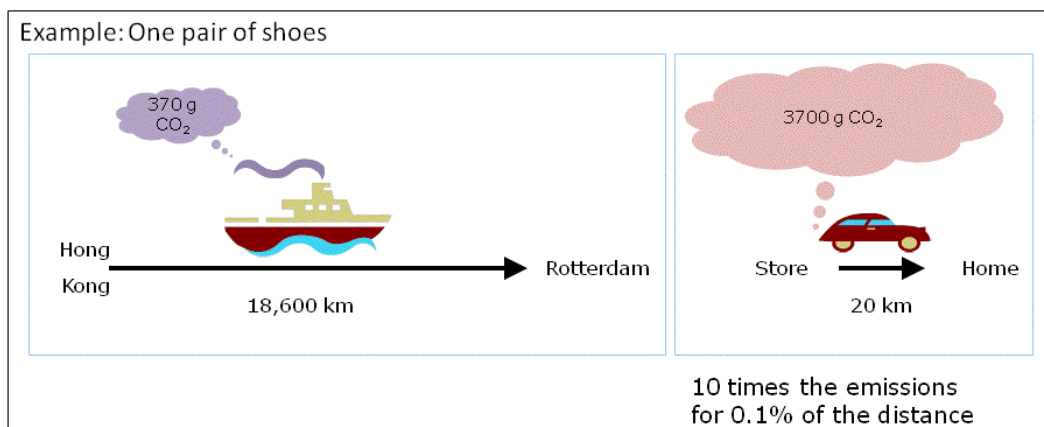 Example: One pair of shoes
370 g
CO₂
Hong
Kong
Rotterdam
18,600 km
3700 g CO₂
Store
Home
20 km
10 times the emissions
for 0.1% of the distance